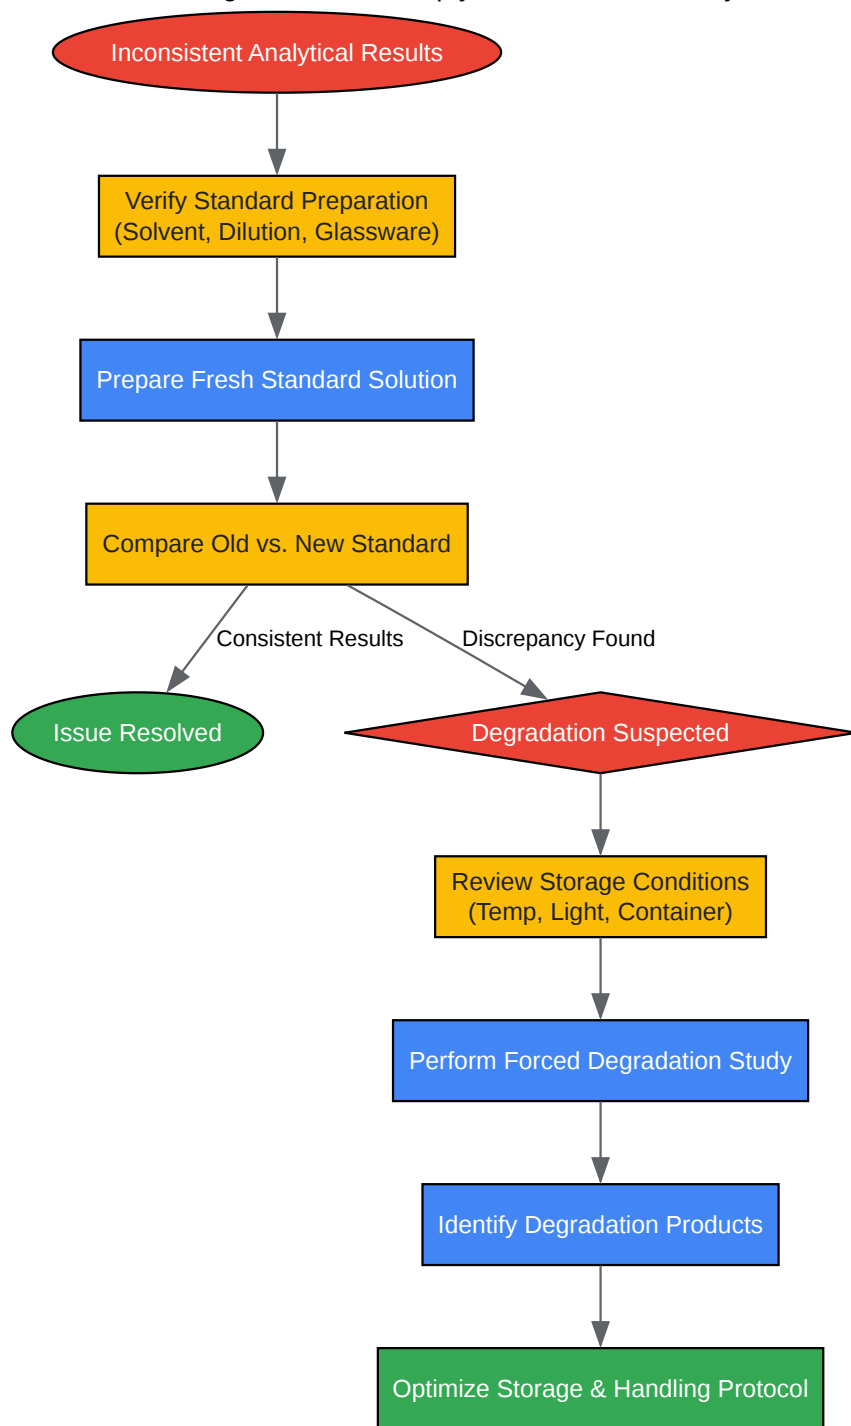 Inconsistent Analytical Results
Verify Standard Preparation
(Solvent, Dilution, Glassware)
Prepare Fresh Standard Solution
Compare Old vs. New Standard
Consistent Results
Discrepancy Found
Issue Resolved
Degradation Suspected
Review Storage Conditions
(Temp, Light, Container)
Perform Forced Degradation Study
Identify Degradation Products
Optimize Storage & Handling Protocol